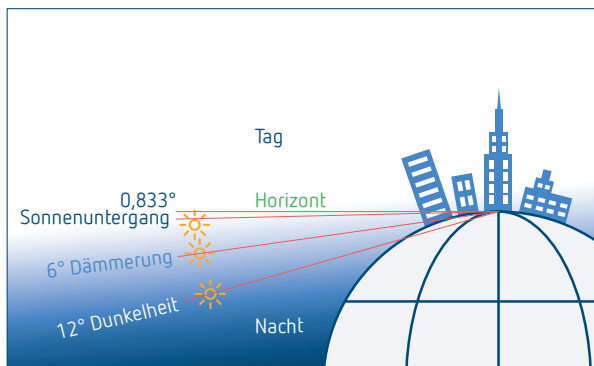 Tag
0,833°
Horizont
Sonnenuntergang
6° Dämmerung
12° Dunkelheit
Nacht